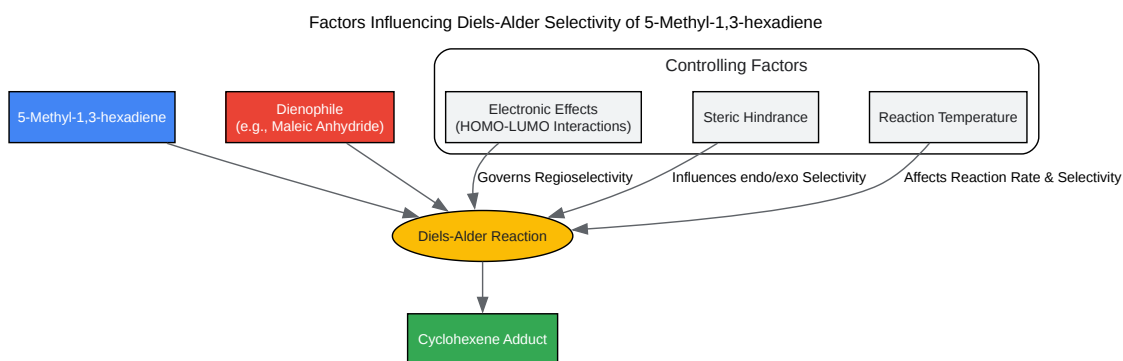 Factors Influencing Diels-Alder Selectivity of 5-Methyl-1,3-hexadiene
Controlling Factors
5-Methyl-1,3-hexadiene
Dienophile
(e.g., Maleic Anhydride)
Electronic Effects
(HOMO-LUMO Interactions)
Steric Hindrance
Reaction Temperature
Governs Regioselectivity
Influences endo/exo Selectivity
Affects Reaction Rate & Selectivity
Diels-Alder Reaction
Cyclohexene Adduct